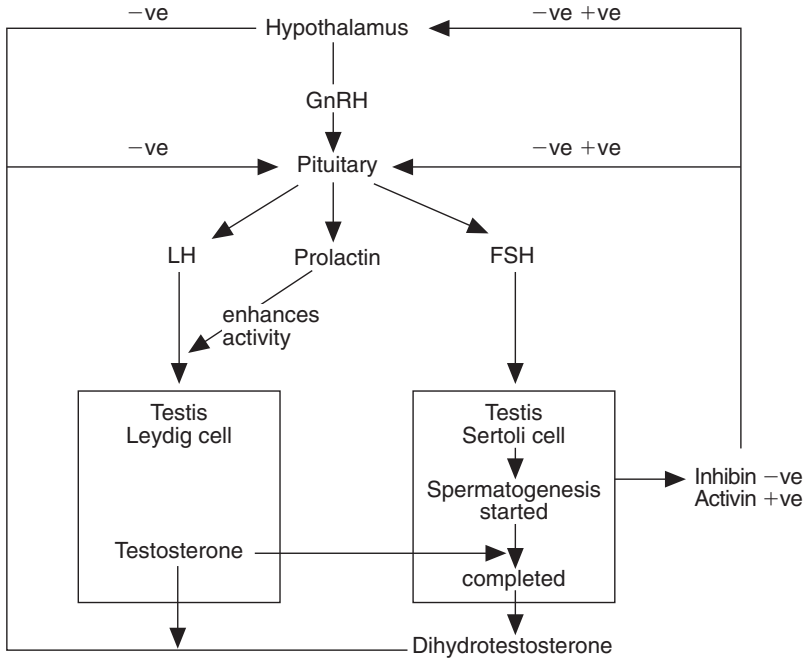 −ve
−ve +ve
Hypothalamus
GnRH
−ve
−ve +ve
Pituitary
LH
Prolactin
FSH
enhances
activity
Testis
Leydig cell
Testis
Sertoli cell
Spermatogenesis
started
Inhibin −ve
Activin +ve
Testosterone
completed
Dihydrotestosterone